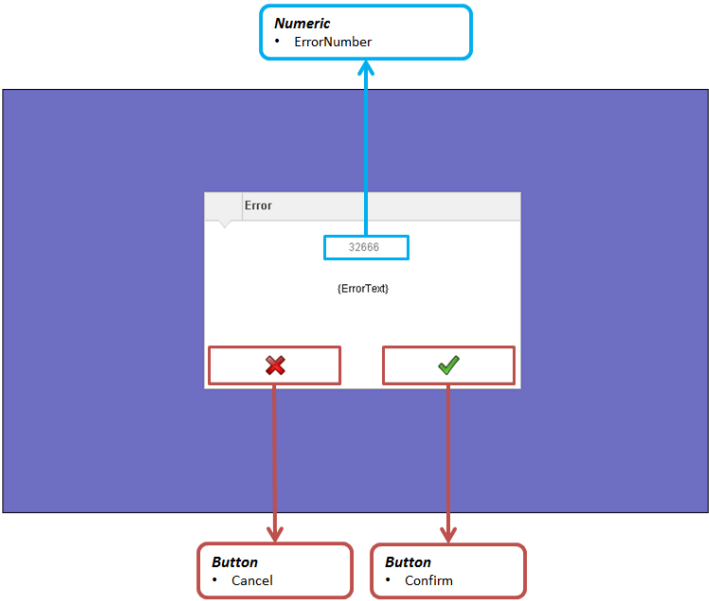 Numeric
• ErrorNumber
Error
32666
{ErrorText}
Button
• Cancel
Button
• Confirm